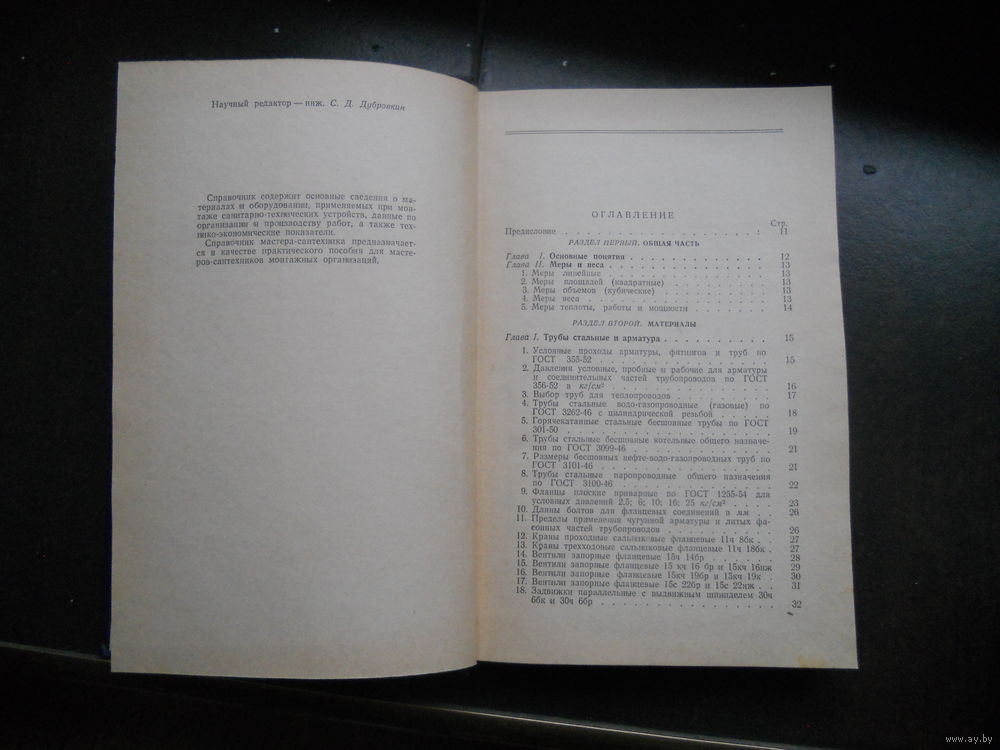 Научный редактор — инж. С. Д. Дубровкин
Справочник содержит основные сведения о ма-
териалах и оборудовании, применяемых при мон-
таже санитарно-технических устройств, данные по
организации и производству работ, а также тех-
нико-экономические показатели.
Справочник мастера-сантехника предназначает-
ся в качестве практического пособия для масте-
ров-сантехников монтажных организаций.
ОГЛАВЛЕНИЕ
Стр.
Предисловие . . . . . . . . . . . . . . . : 11
РАЗДЕЛ ПЕРВЫЙ. ОБЩАЯ ЧАСТЬ
Глава I. Основные понятия . . . . . . . . . . . 12
Глава II. Меры и веса . . . . . . . . . . . . . 13
1. Меры линейные . . . . . . . . . . . . 13
2. Меры площадей (квадратные) . . . . . . . 13
3. Меры объемов (кубические) . . . . . . . . 13
4. Меры веса . . . . . . . . . . . . . . 13
5. Меры теплоты, работы и мощности . . . . . . 14
РАЗДЕЛ ВТОРОЙ. МАТЕРИАЛЫ
Глава I. Трубы стальные и арматура . . . . . . . . . . 15
1. Условные проходы арматуры, фитингов и труб по
ГОСТ 355-52 . . . . . . . . . . . . . . 15
2. Давления условные, пробные и рабочие для арматуры
и соединительных частей трубопроводов по ГОСТ
356-52 в кг/см² . . . . . . . . . . . . . 16
3. Выбор труб для теплопроводов . . . . . . . 17
4. Трубы стальные водо-газопроводные (газовые) по
ГОСТ 3262-46 с цилиндрической резьбой . . . . . 18
5. Горячекатанные стальные бесшовные трубы по ГОСТ
301-50 . . . . . . . . . . . . . . . . 19
6. Трубы стальные бесшовные котельные общего назначе-
ния по ГОСТ 3099-46 . . . . . . . . . . . 21
7. Размеры бесшовных нефте-водо-газопроводных труб по
ГОСТ 3101-46 . . . . . . . . . . . . . 21
8. Трубы стальные паропроводные общего назначения
по ГОСТ 3100-46 . . . . . . . . . . . . 22
9. Фланцы плоские приварные по ГОСТ 1255-54 для
условных давлений 2,5; 6; 10; 16; 25 кг/см² . . . . 23
10. Длины болтов для фланцевых соединений в мм . . 26
11. Пределы применения чугунной арматуры и литых фа-
сонных частей трубопроводов . . . . . . . . 26
12. Краны проходные сальниковые фланцевые 11ч 8бк . 27
13. Краны трехходовые сальниковые фланцевые 11ч 18бк . 27
14. Вентили запорные фланцевые 15ч 14бр . . . . . 28
15. Вентили запорные фланцевые 15 кч 16 бр и 15кч 16нж 29
16. Вентили запорные фланцевые 15кч 19бр и 15кч 19к . 30
17. Вентили запорные фланцевые 15с 22бр и 15с 22нж . 31
18. Задвижки параллельные с выдвижным шпинделем 30ч
6бк и 30ч 6бр . . . . . . . . . . . . . 32
www.ay.by